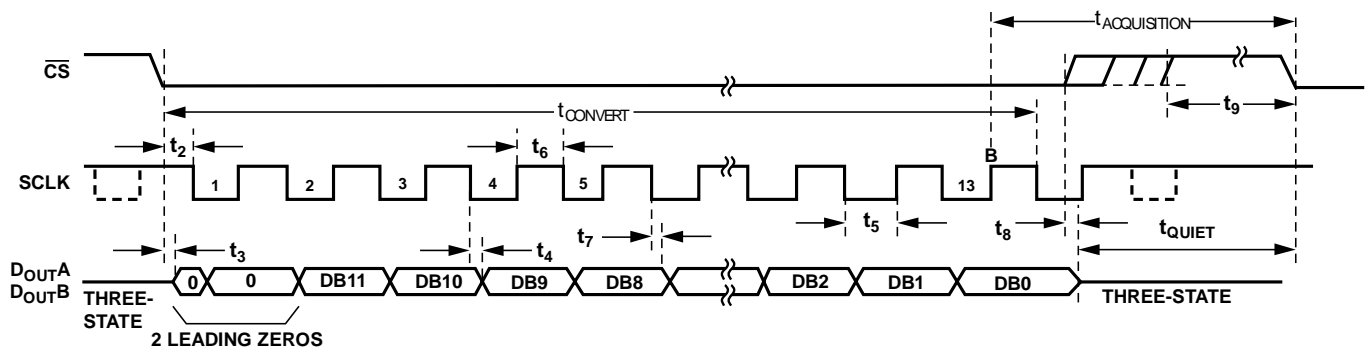 tACQUISITION
CS
t9
tCONVERT
t2
t6
B
SCLK
1
2
3
4
5
13
t3
t4
t7
t5
t8
tQUIET
DOUTA
DOUTB
0
0
DB11
DB10
DB9
DB8
DB2
DB1
DB0
THREE-
STATE
THREE-STATE
2 LEADING ZEROS